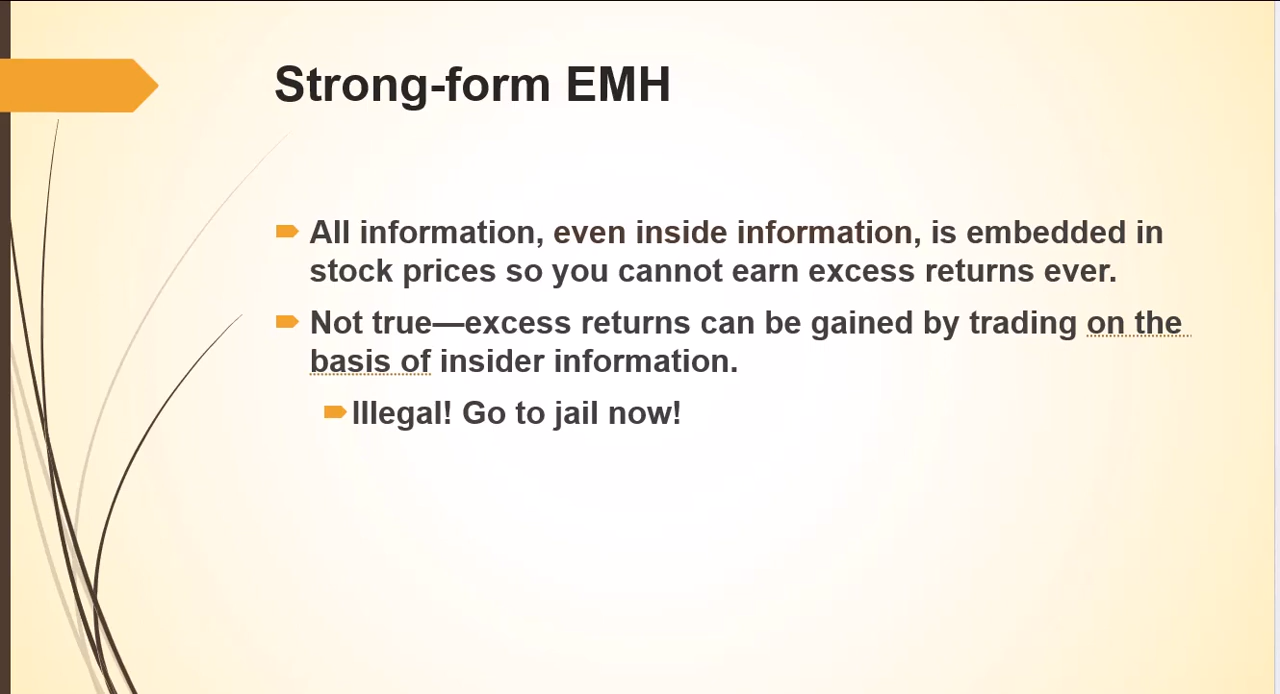 Strong-form EMH
All information, even inside information, is embedded in
stock prices so you cannot earn excess returns ever.
Not true—excess returns can be gained by trading on the
basis of insider information.
Illegal! Go to jail now!